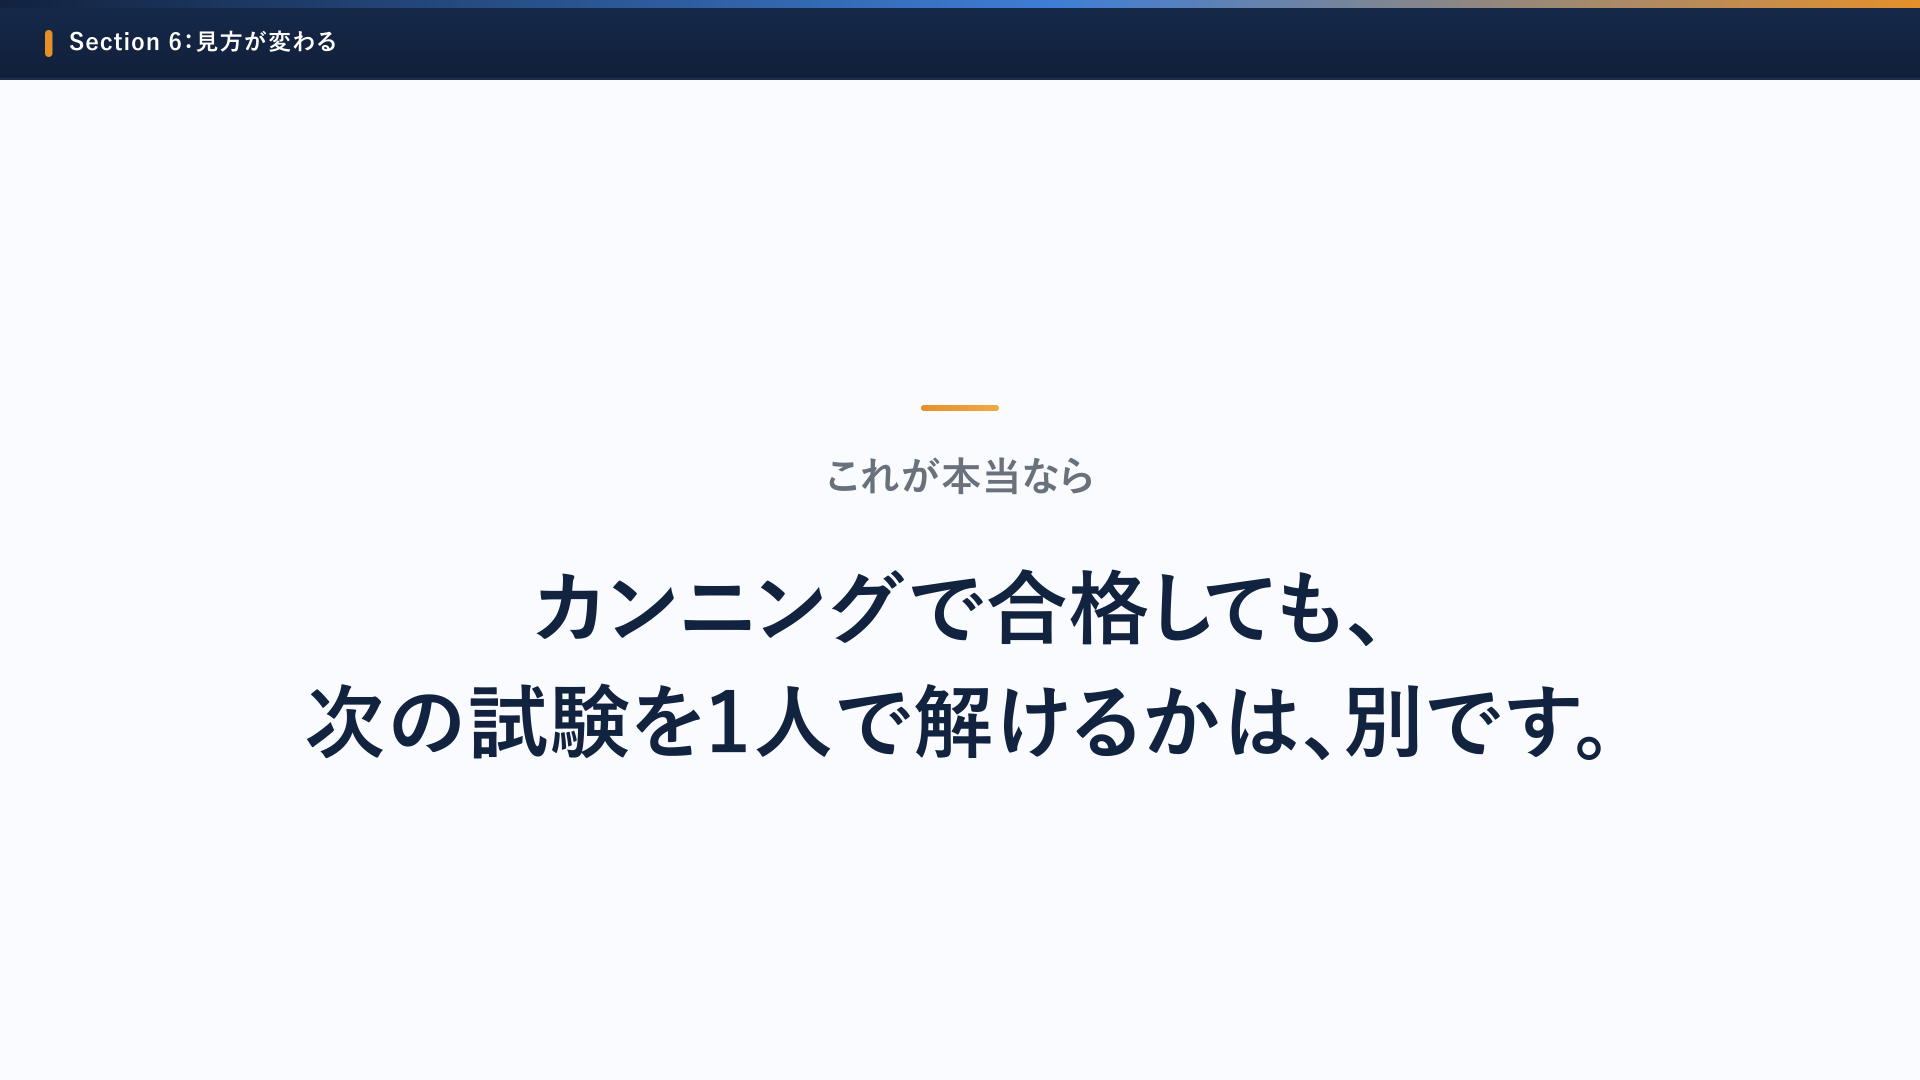 Section 6：見方が変わる
これが本当なら
カンニングで合格しても、
次の試験を1人で解けるかは、別です。